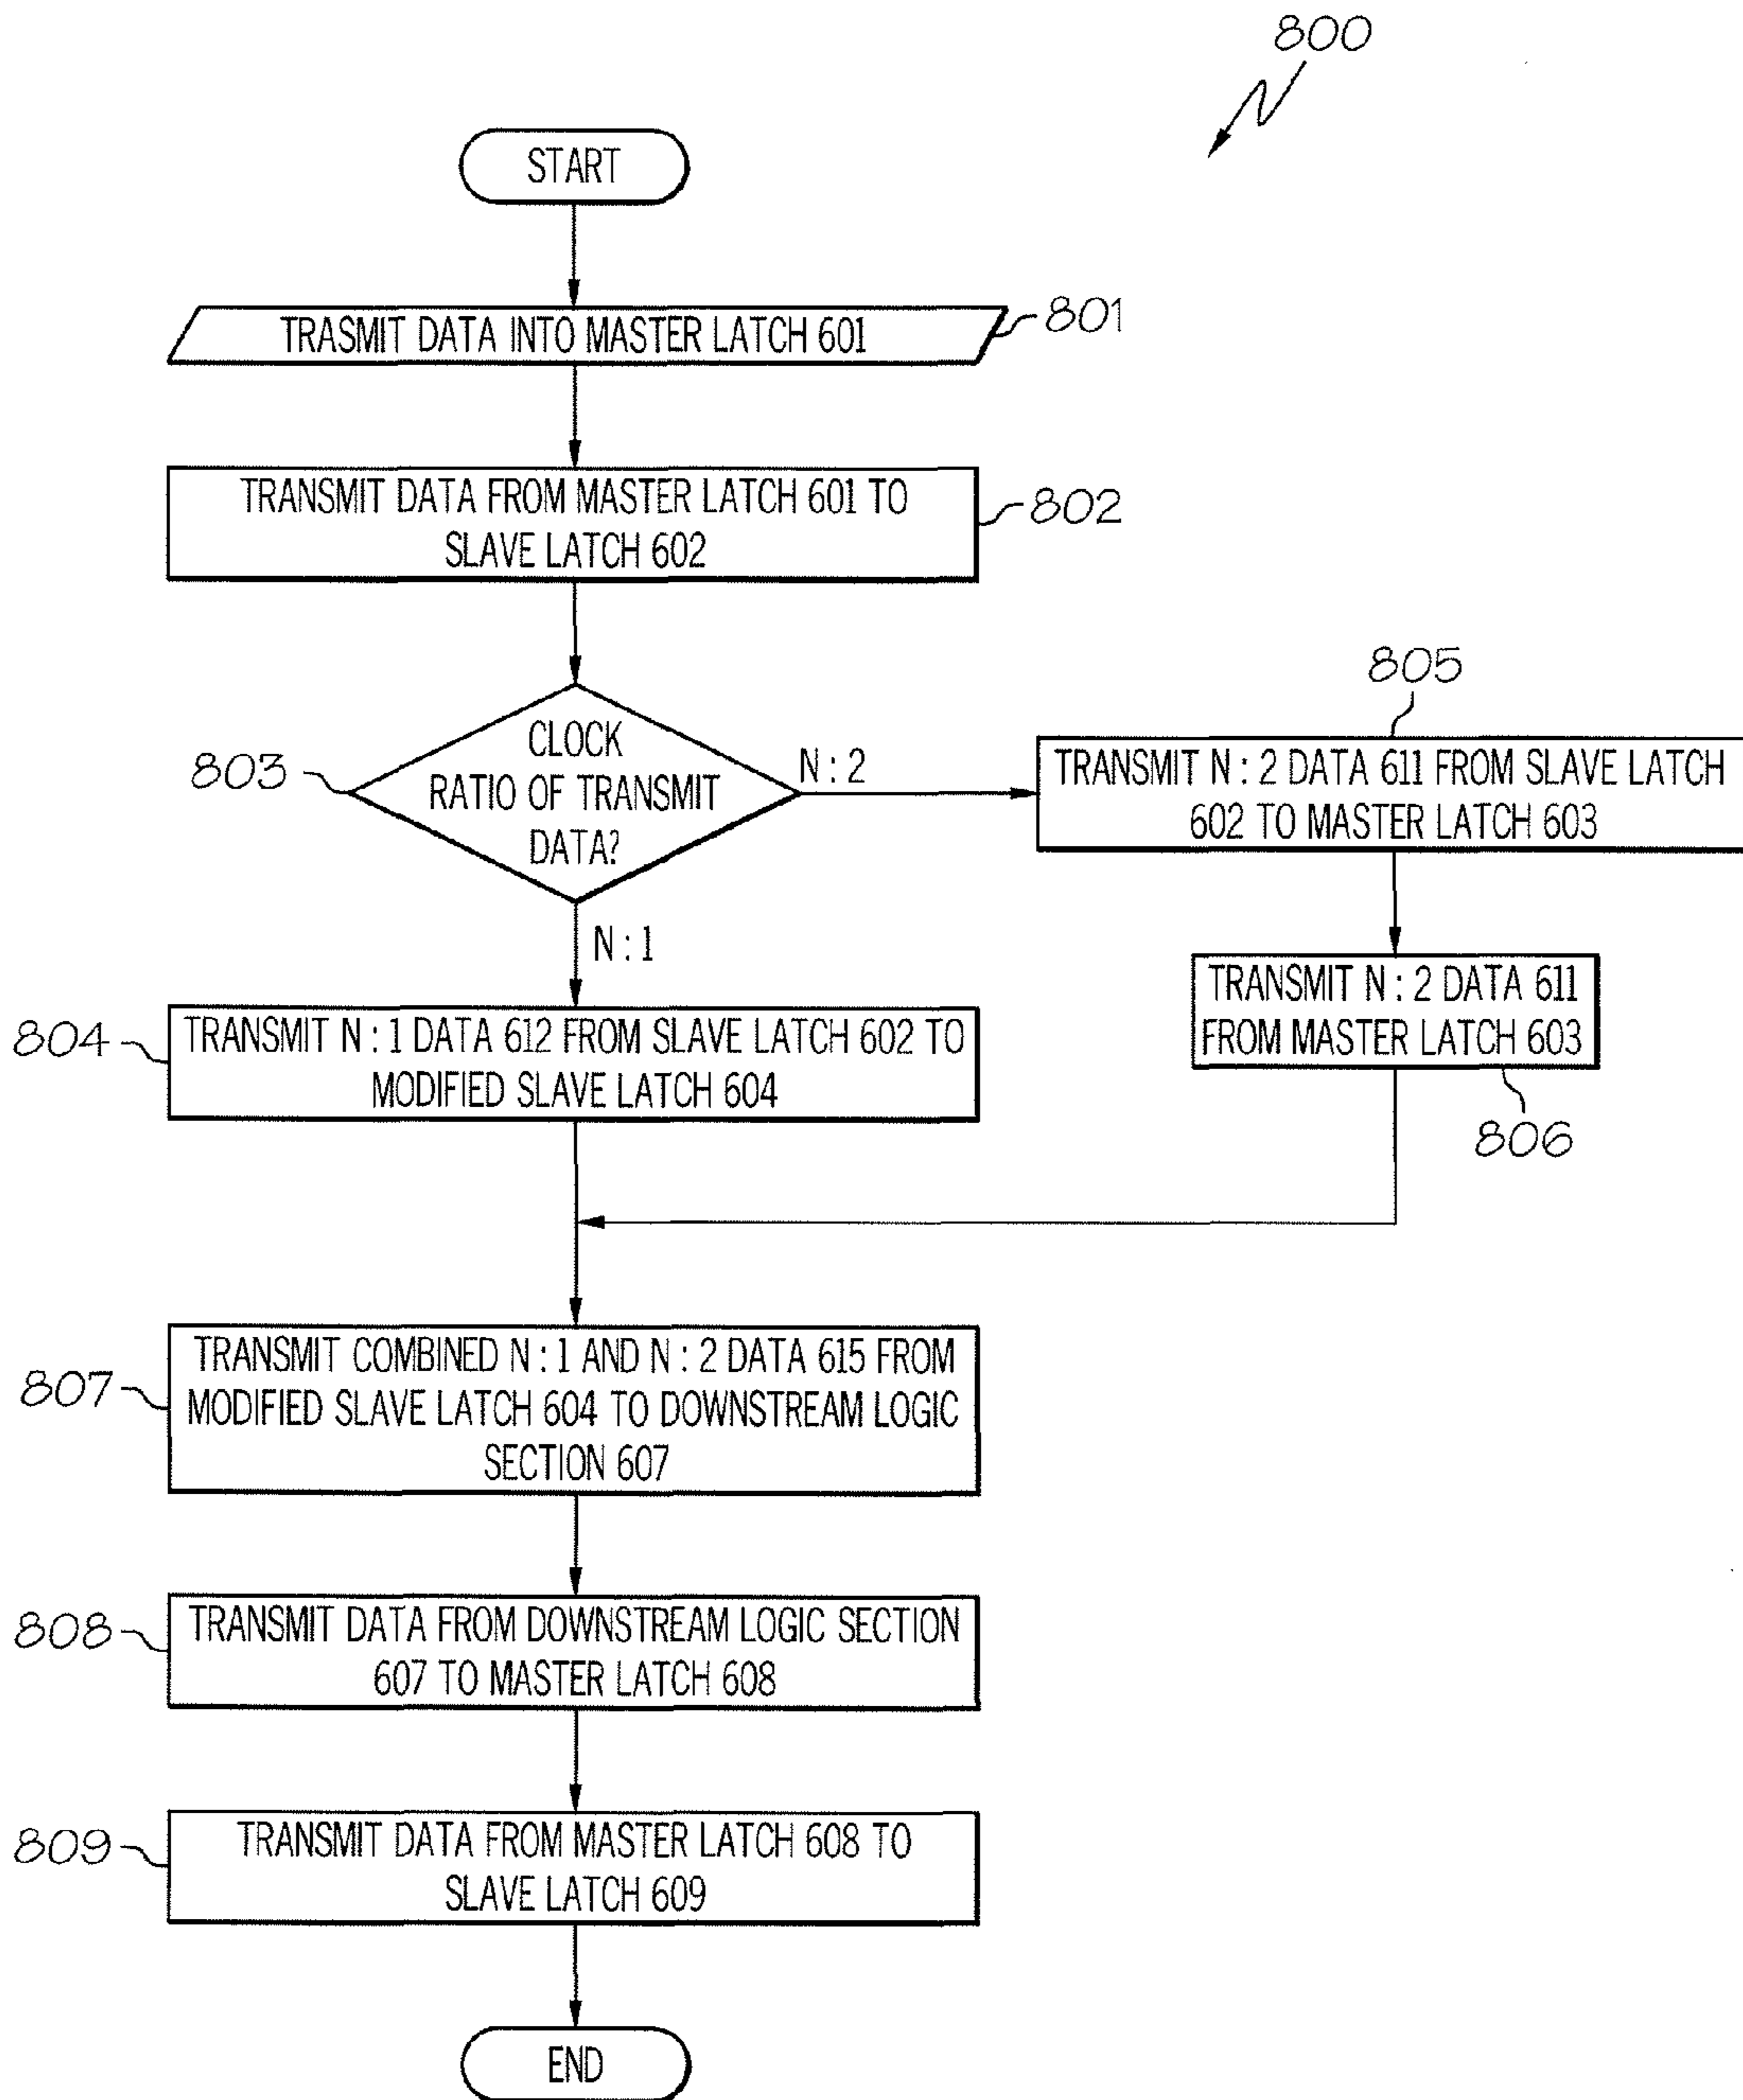 800
START
TRASMIT DATA INTO MASTER LATCH 601
801
TRANSMIT DATA FROM MASTER LATCH 601 TO
SLAVE LATCH 602
802
803
CLOCK
RATIO OF TRANSMIT
DATA?
N : 2
N : 1
805
TRANSMIT N : 2 DATA 611 FROM SLAVE LATCH
602 TO MASTER LATCH 603
TRANSMIT N : 2 DATA 611
FROM MASTER LATCH 603
806
804
TRANSMIT N : 1 DATA 612 FROM SLAVE LATCH 602 TO
MODIFIED SLAVE LATCH 604
807
TRANSMIT COMBINED N : 1 AND N : 2 DATA 615 FROM
MODIFIED SLAVE LATCH 604 TO DOWNSTREAM LOGIC
SECTION 607
808
TRANSMIT DATA FROM DOWNSTREAM LOGIC SECTION
607 TO MASTER LATCH 608
809
TRANSMIT DATA FROM MASTER LATCH 608 TO
SLAVE LATCH 609
END